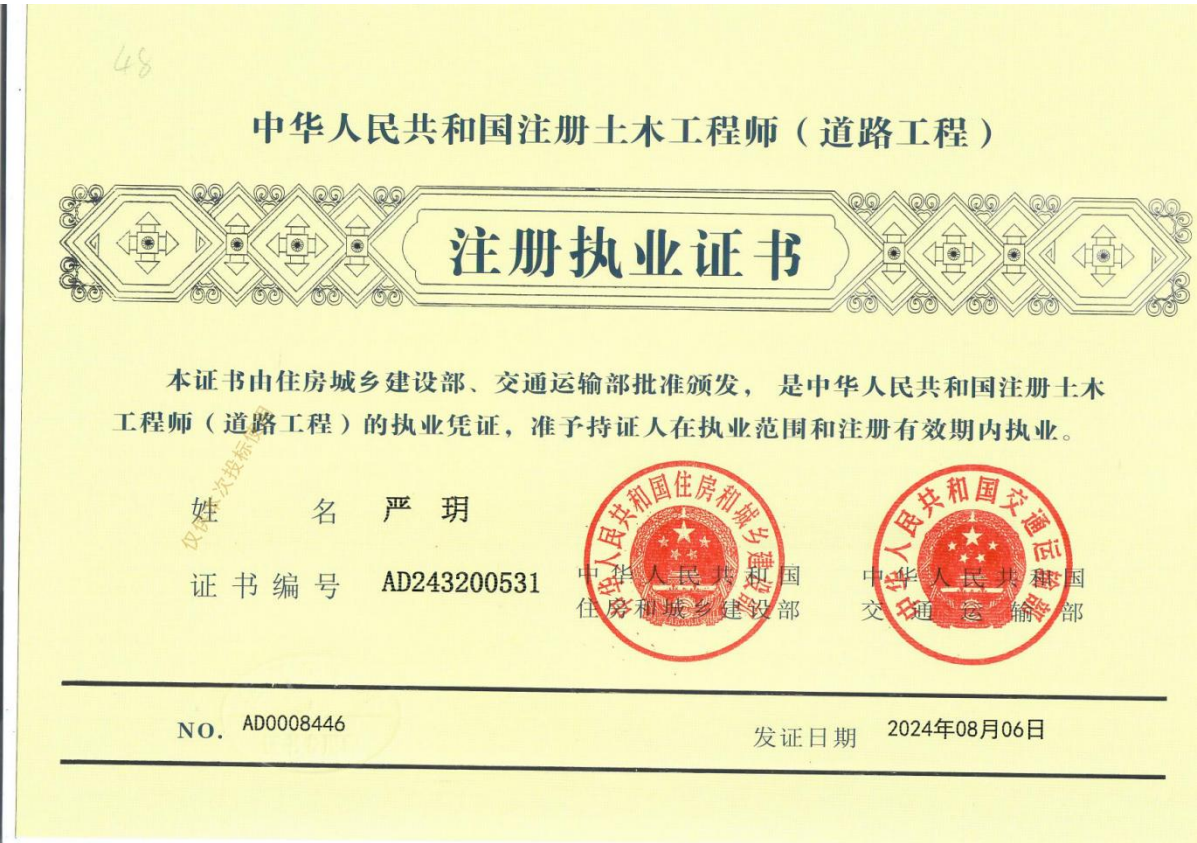 48
中华人民共和国注册土木工程师（道路工程）
注册执业证书
本证书由住房城乡建设部、交通运输部批准颁发，是中华人民共和国注册土木
工程师（道路工程）的执业凭证，准予持证人在执业范围和注册有效期内执业。
姓 名 严 玥
证书编号 AD243200531
中华人民共和国住房和城乡建设部
中华人民共和国
住房和城乡建设部
中华人民共和国交通运输部
中华人民共和国
交通运输部
NO. AD0008446
发证日期 2024年08月06日